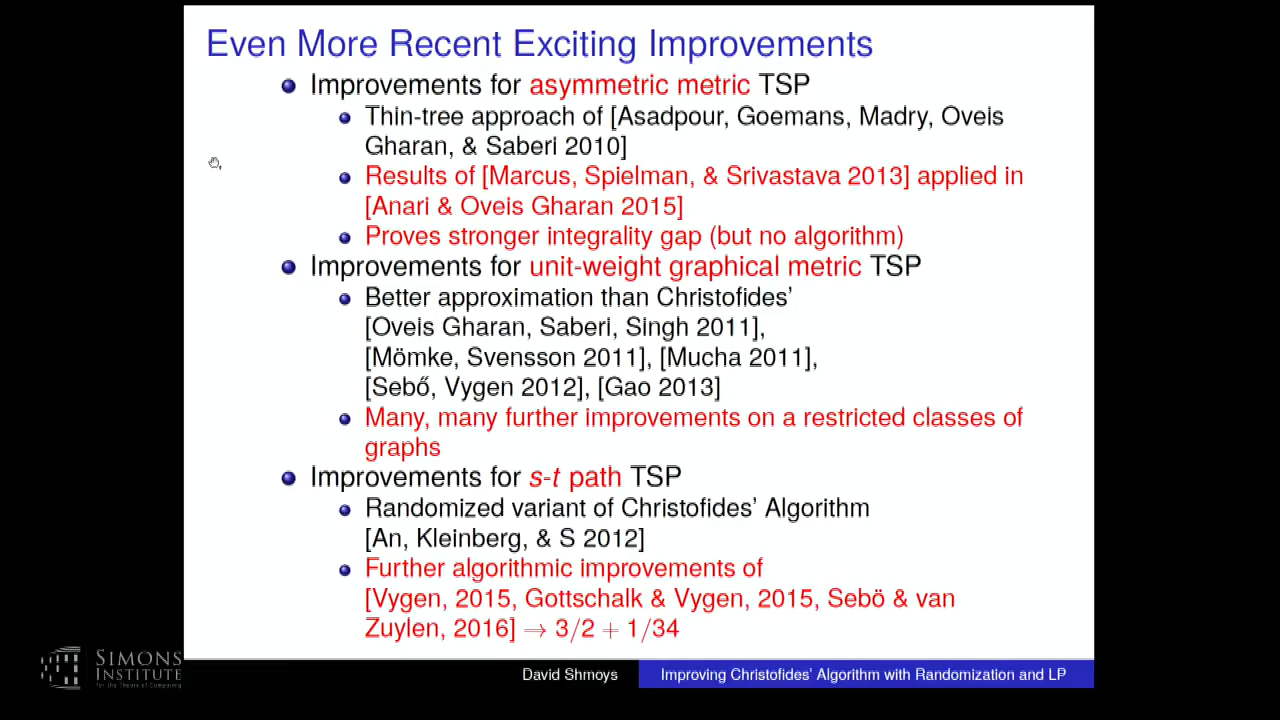 Even More Recent Exciting Improvements
Improvements for asymmetric metric TSP
Thin-tree approach of [Asadpour, Goemans, Madry, Oveis
Gharan, & Saberi 2010]
Results of [Marcus, Spielman, & Srivastava 2013] applied in
[Anari & Oveis Gharan 2015]
Proves stronger integrality gap (but no algorithm)
Improvements for unit-weight graphical metric TSP
Better approximation than Christofides'
[Oveis Gharan, Saberi, Singh 2011],
[Mömke, Svensson 2011], [Mucha 2011],
[Sebő, Vygen 2012], [Gao 2013]
Many, many further improvements on a restricted classes of
graphs
Improvements for s-t path TSP
Randomized variant of Christofides' Algorithm
[An, Kleinberg, & S 2012]
Further algorithmic improvements of
[Vygen, 2015, Gottschalk & Vygen, 2015, Sebö & van
Zuylen, 2016] ⇒ 3/2 + 1/34
SIMONS
INSTITUTE
for the Theory of Computing
David Shmoys
Improving Christofides' Algorithm with Randomization and LP